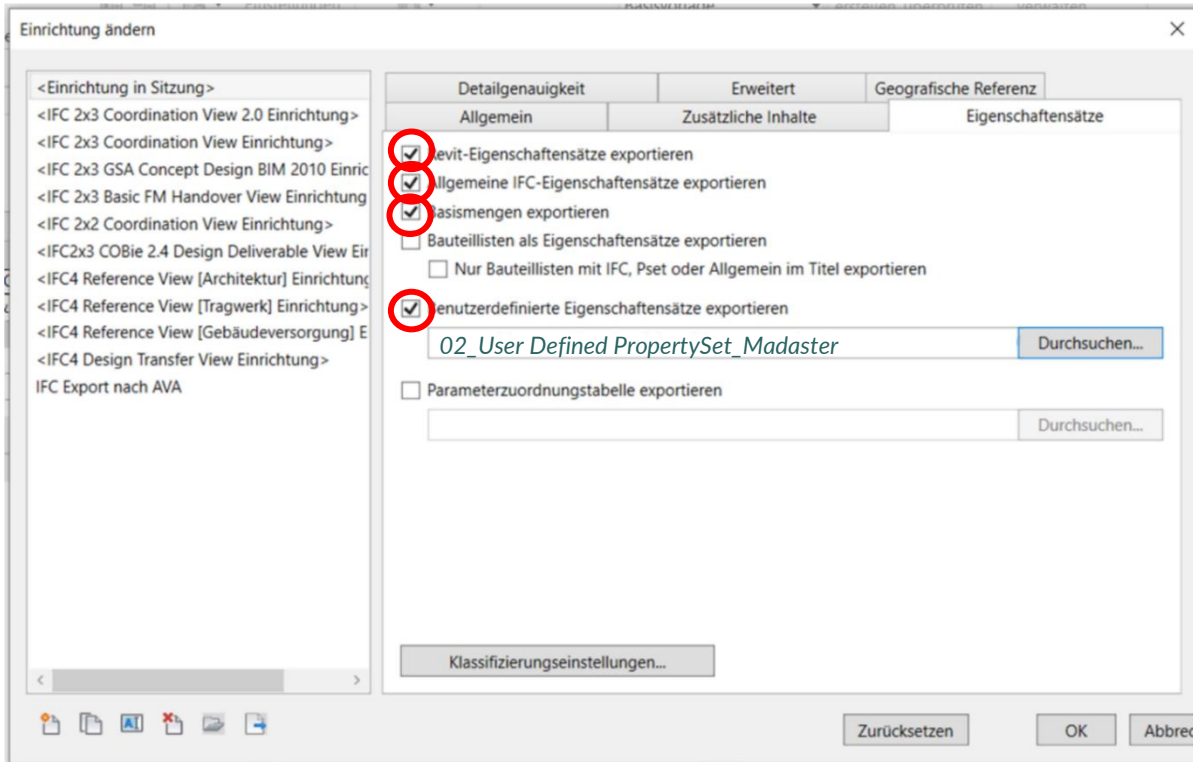 Einrichtung ändern
<Einrichtung in Sitzung>
<IFC 2x3 Coordination View 2.0 Einrichtung>
<IFC 2x3 Coordination View Einrichtung>
<IFC 2x3 GSA Concept Design BIM 2010 Einric
<IFC 2x3 Basic FM Handover View Einrichtung
<IFC 2x2 Coordination View Einrichtung>
<IFC2x3 COBie 2.4 Design Deliverable View Eir
<IFC4 Reference View [Architektur] Einrichtung
<IFC4 Reference View [Tragwerk] Einrichtung>
<IFC4 Reference View [Gebäudeversorgung] E
<IFC4 Design Transfer View Einrichtung>
IFC Export nach AVA
Detailgenauigkeit Erweitert Geografische Referenz
Allgemein Zusätzliche Inhalte Eigenschaftensätze
Revit-Eigenschaftensätze exportieren
Allgemeine IFC-Eigenschaftensätze exportieren
Basismengen exportieren
Bauteillisten als Eigenschaftensätze exportieren
Nur Bauteillisten mit IFC, Pset oder Allgemein im Titel exportieren
Benutzerdefinierte Eigenschaftensätze exportieren
02_User Defined PropertySet_Madaster Durchsuchen...
Parameterzuordnungstabelle exportieren
Durchsuchen...
Klassifizierungseinstellungen...
Zurücksetzen OK Abbrec